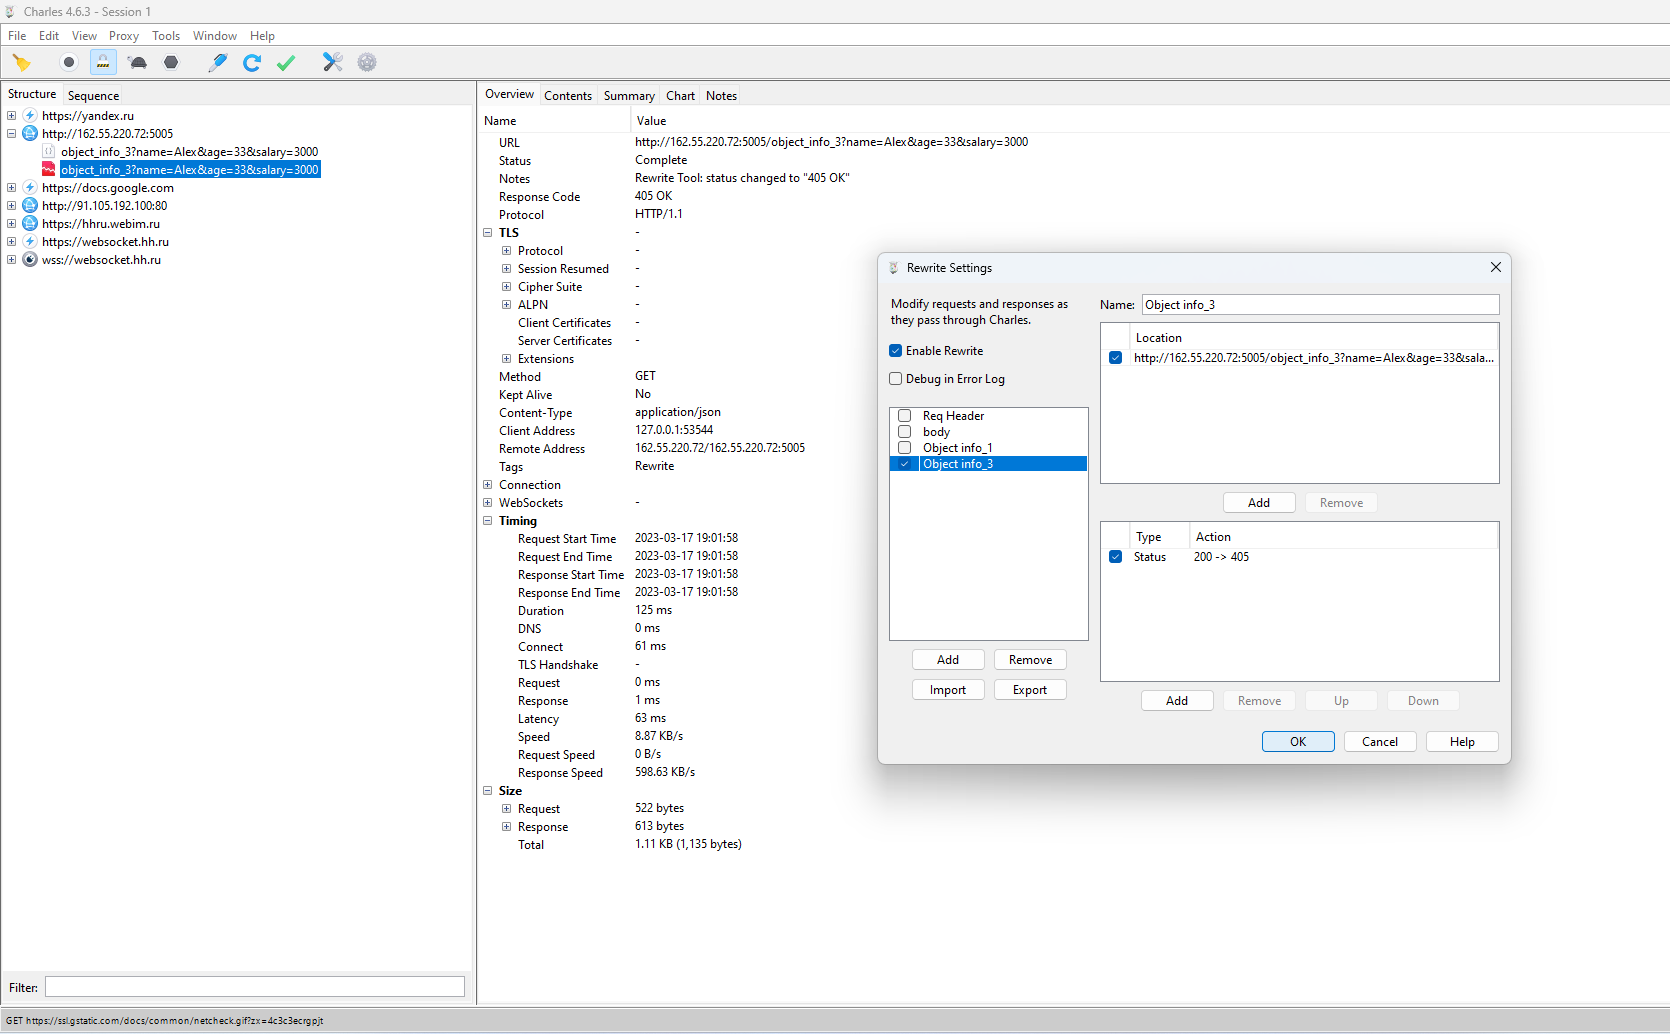 Charles 4.6.3 - Session 1
File Edit View Proxy Tools Window Help
Structure Sequence
https://yandex.ru
http://162.55.220.72:5005
object_info_3?name=Alex&age=33&salary=3000
object_info_3?name=Alex&age=33&salary=3000
https://docs.google.com
http://91.105.192.100:80
https://hhru.webim.ru
https://websocket.hh.ru
wss://websocket.hh.ru
Filter:
Overview Contents Summary Chart Notes
Name Value
URL http://162.55.220.72:5005/object_info_3?name=Alex&age=33&salary=3000
Status Complete
Notes Rewrite Tool: status changed to "405 OK"
Response Code 405 OK
Protocol HTTP/1.1
TLS -
Protocol -
Session Resumed -
Cipher Suite -
ALPN -
Client Certificates -
Server Certificates -
Extensions -
Method GET
Kept Alive No
Content-Type application/json
Client Address 127.0.0.1:53544
Remote Address 162.55.220.72/162.55.220.72:5005
Tags Rewrite
Connection
WebSockets -
Timing
Request Start Time 2023-03-17 19:01:58
Request End Time 2023-03-17 19:01:58
Response Start Time 2023-03-17 19:01:58
Response End Time 2023-03-17 19:01:58
Duration 125 ms
DNS 0 ms
Connect 61 ms
TLS Handshake -
Request 0 ms
Response 1 ms
Latency 63 ms
Speed 8.87 KB/s
Request Speed 0 B/s
Response Speed 598.63 KB/s
Size
Request 522 bytes
Response 613 bytes
Total 1.11 KB (1,135 bytes)
Rewrite Settings
Modify requests and responses as
they pass through Charles.
Enable Rewrite
Debug in Error Log
Req Header
body
Object info_1
Object info_3
Add Remove
Import Export
Name: Object info_3
Location
http://162.55.220.72:5005/object_info_3?name=Alex&age=33&sala...
Add Remove
Type Action
Status 200 -> 405
Add Remove Up Down
OK Cancel Help
GET https://ssl.gstatic.com/docs/common/netcheck.gif?zx=4c3c3ecrgpjt